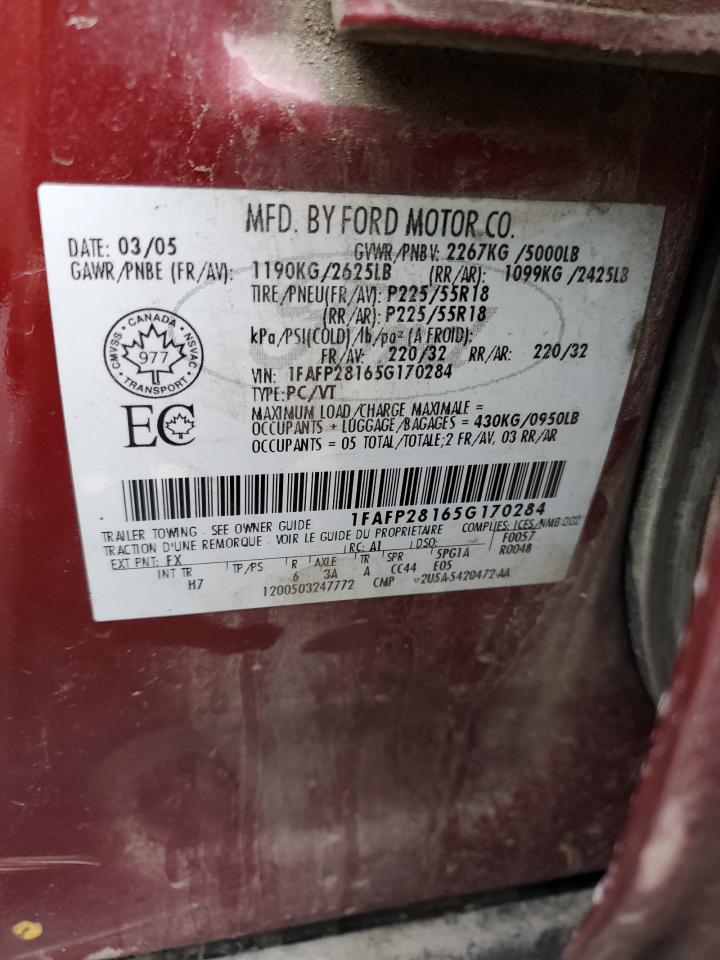 MFD. BY FORD MOTOR CO.
DATE: 03/05
GVWR/PNBV: 2267KG /5000LB
GAWR/PNBE (FR/AV): 1190KG/2625LB (RR/AR): 1099KG /2425LB
TIRE/PNEU(FR/AV): P225/55R18
(RR/AR): P225/55R18
kPa/PSI(COLD)/lb/po² (A FROID):
FR/AV: 220/32 RR/AR: 220/32
VIN: 1FAFP28165G170284
TYPE:PC/VT
CANADA
CMVSS NSVAC
977
TRANSPORT
EC
MAXIMUM LOAD/CHARGE MAXIMALE =
OCCUPANTS + LUGGAGE/BAGAGES = 430KG/0950LB
OCCUPANTS = 05 TOTAL/TOTALE;2 FR/AV, 03 RR/AR
1FAFP28165G170284
TRAILER TOWING - SEE OWNER GUIDE COMPLIES: ICES/NMB-002
TRACTION D'UNE REMORQUE - VOIR LE GUIDE DU PROPRIETAIRE F0057
EXT PNT: FX RC: A1 DSO: R0048
INT TR TP/PS R AXLE TR SPR 5PG1A
H7 6 3A A CC44 E05
1200503247772 CMP 2U5A-5420472-AA